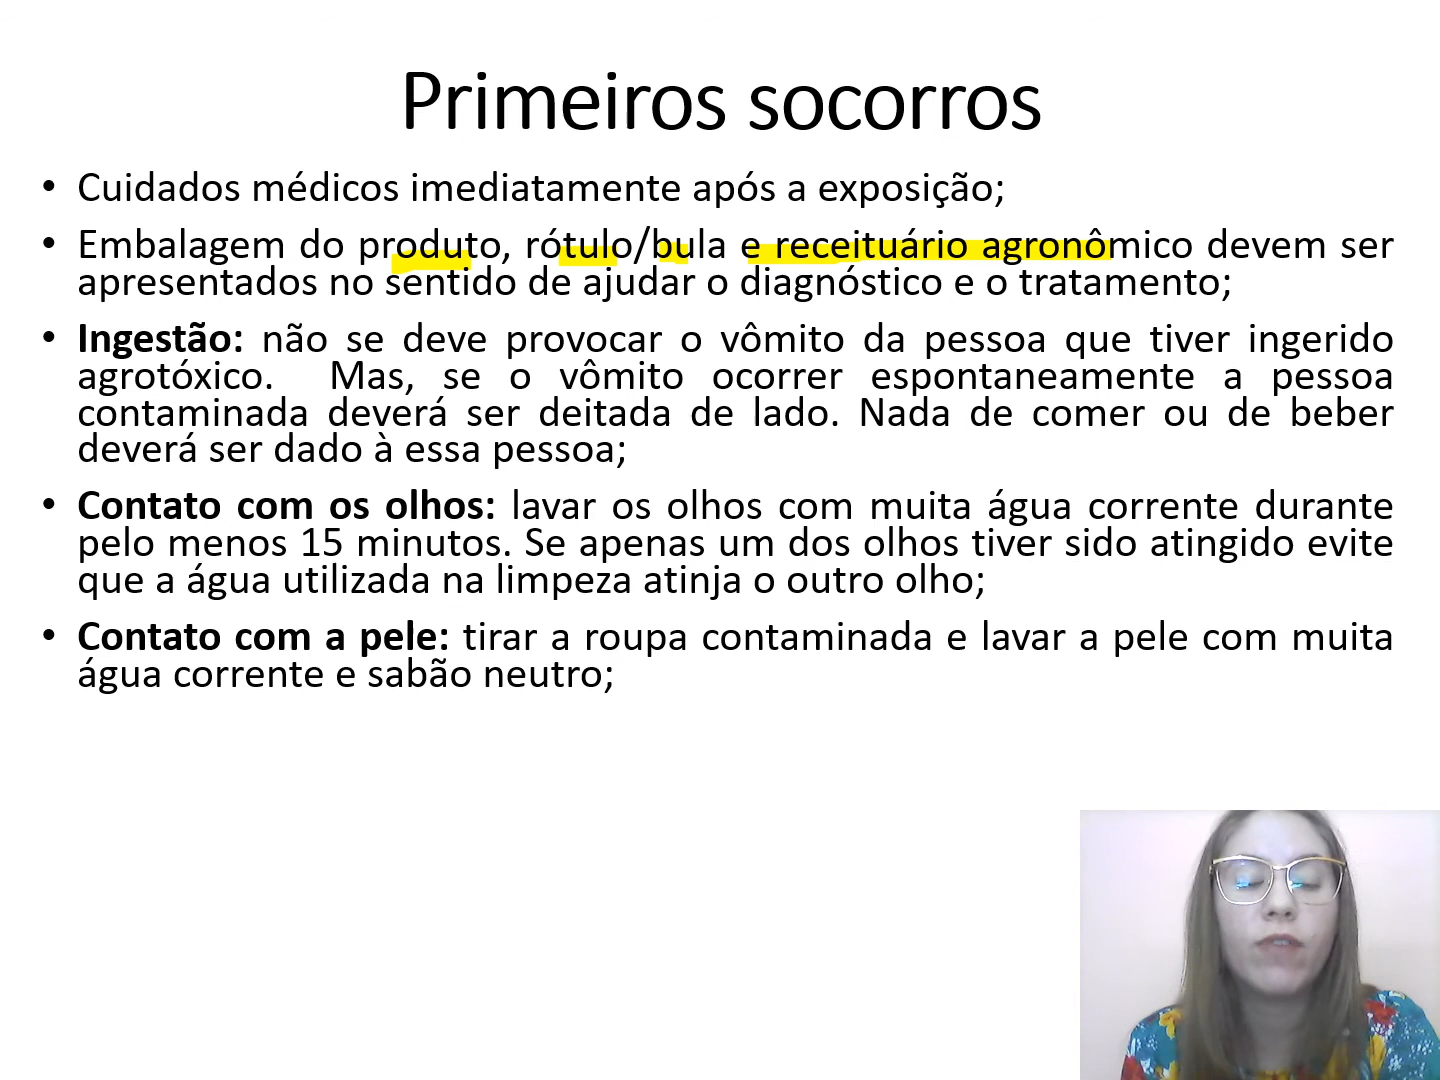 Primeiros socorros
• Cuidados médicos imediatamente após a exposição;
• Embalagem do produto, rótulo/bula e receituário agronômico devem ser
apresentados no sentido de ajudar o diagnóstico e o tratamento;
• Ingestão: não se deve provocar o vômito da pessoa que tiver ingerido
agrotóxico. Mas, se o vômito ocorrer espontaneamente a pessoa
contaminada deverá ser deitada de lado. Nada de comer ou de beber
deverá ser dado à essa pessoa;
• Contato com os olhos: lavar os olhos com muita água corrente durante
pelo menos 15 minutos. Se apenas um dos olhos tiver sido atingido evite
que a água utilizada na limpeza atinja o outro olho;
• Contato com a pele: tirar a roupa contaminada e lavar a pele com muita
água corrente e sabão neutro;